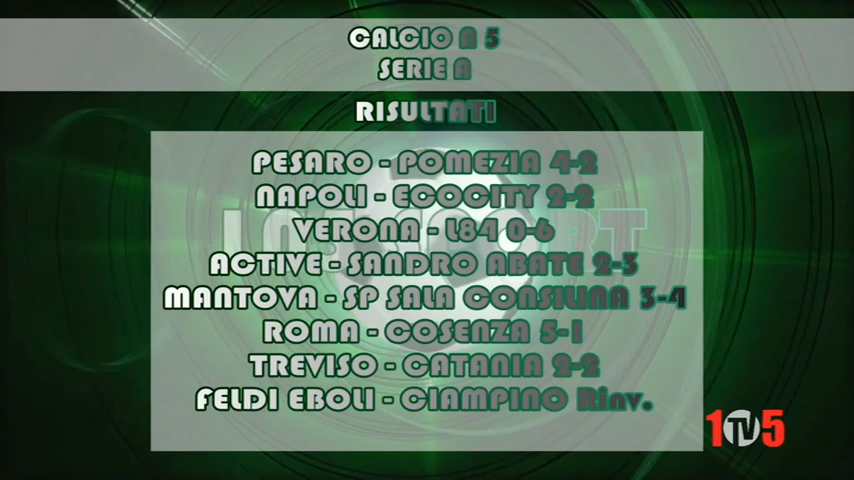 CALCIO A 5
SERIE A
RISULTATI
PESARO - POMEZIA 4-2
NAPOLI - ECOCITY 2-2
VERONA - L84 0-6
ACTIVE - SANDRO ABATE 2-3
MANTOVA - SP SALA CONSILINA 3-4
ROMA - COSENZA 5-1
TREVISO - CATANIA 2-2
FELDI EBOLI - CIAMPINO Rinv.
1TV5